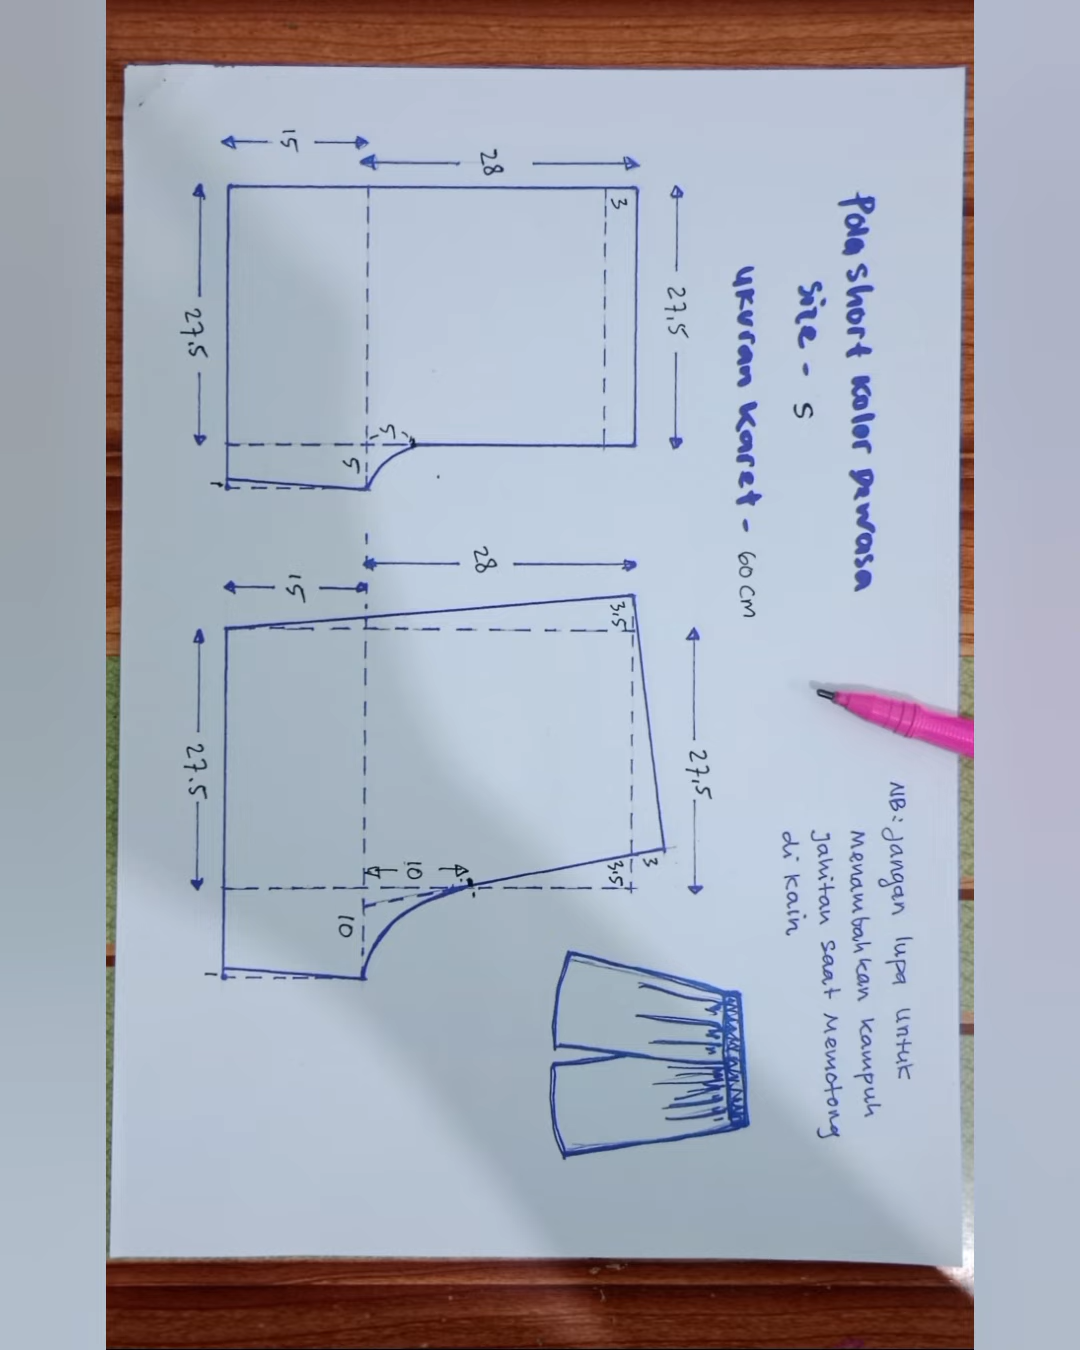 Pola short kolor Dewasa
Size - S
Ukuran Karet - 60 cm
15
28
3
27,5
27,5
5
5
1
15
28
3,5
27,5
27.5
10
10
3,5
3
1
NB: Jangan lupa untuk
Menambahkan kampuh
Jahitan saat Memotong
di kain